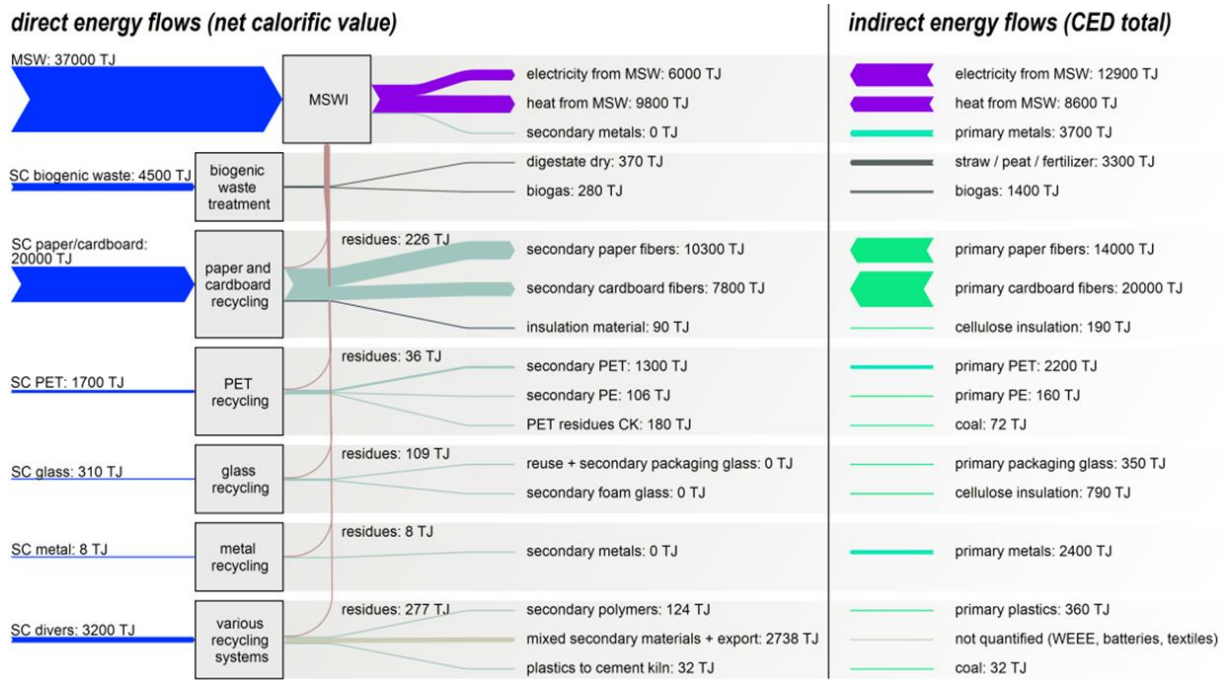 direct energy flows (net calorific value)
indirect energy flows (CED total)
MSW: 37000 TJ
MSWI
electricity from MSW: 6000 TJ
heat from MSW: 9800 TJ
secondary metals: 0 TJ
electricity from MSW: 12900 TJ
heat from MSW: 8600 TJ
primary metals: 3700 TJ
SC biogenic waste: 4500 TJ
biogenic
waste
treatment
digestate dry: 370 TJ
biogas: 280 TJ
straw / peat / fertilizer: 3300 TJ
biogas: 1400 TJ
SC paper/cardboard:
20000 TJ
paper and
cardboard
recycling
residues: 226 TJ
secondary paper fibers: 10300 TJ
secondary cardboard fibers: 7800 TJ
insulation material: 90 TJ
primary paper fibers: 14000 TJ
primary cardboard fibers: 20000 TJ
cellulose insulation: 190 TJ
SC PET: 1700 TJ
PET
recycling
residues: 36 TJ
secondary PET: 1300 TJ
secondary PE: 106 TJ
PET residues CK: 180 TJ
primary PET: 2200 TJ
primary PE: 160 TJ
coal: 72 TJ
SC glass: 310 TJ
glass
recycling
residues: 109 TJ
reuse + secondary packaging glass: 0 TJ
secondary foam glass: 0 TJ
primary packaging glass: 350 TJ
cellulose insulation: 790 TJ
SC metal: 8 TJ
metal
recycling
residues: 8 TJ
secondary metals: 0 TJ
primary metals: 2400 TJ
SC divers: 3200 TJ
various
recycling
systems
residues: 277 TJ
secondary polymers: 124 TJ
mixed secondary materials + export: 2738 TJ
plastics to cement kiln: 32 TJ
primary plastics: 360 TJ
not quantified (WEEE, batteries, textiles)
coal: 32 TJ